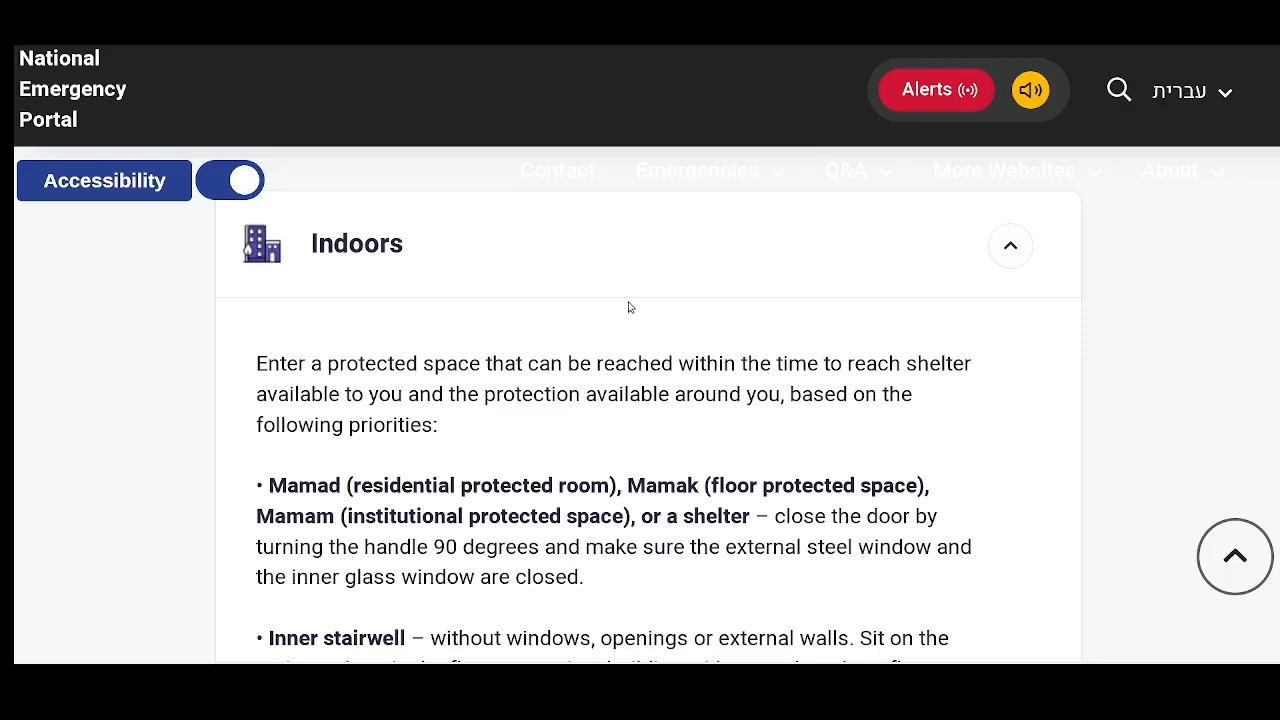 National
Emergency
Portal
Alerts
עברית
Accessibility
Contact Emergencies Q&A More Websites About
Indoors
Enter a protected space that can be reached within the time to reach shelter
available to you and the protection available around you, based on the
following priorities:
• Mamad (residential protected room), Mamak (floor protected space),
Mamam (institutional protected space), or a shelter – close the door by
turning the handle 90 degrees and make sure the external steel window and
the inner glass window are closed.
• Inner stairwell – without windows, openings or external walls. Sit on the